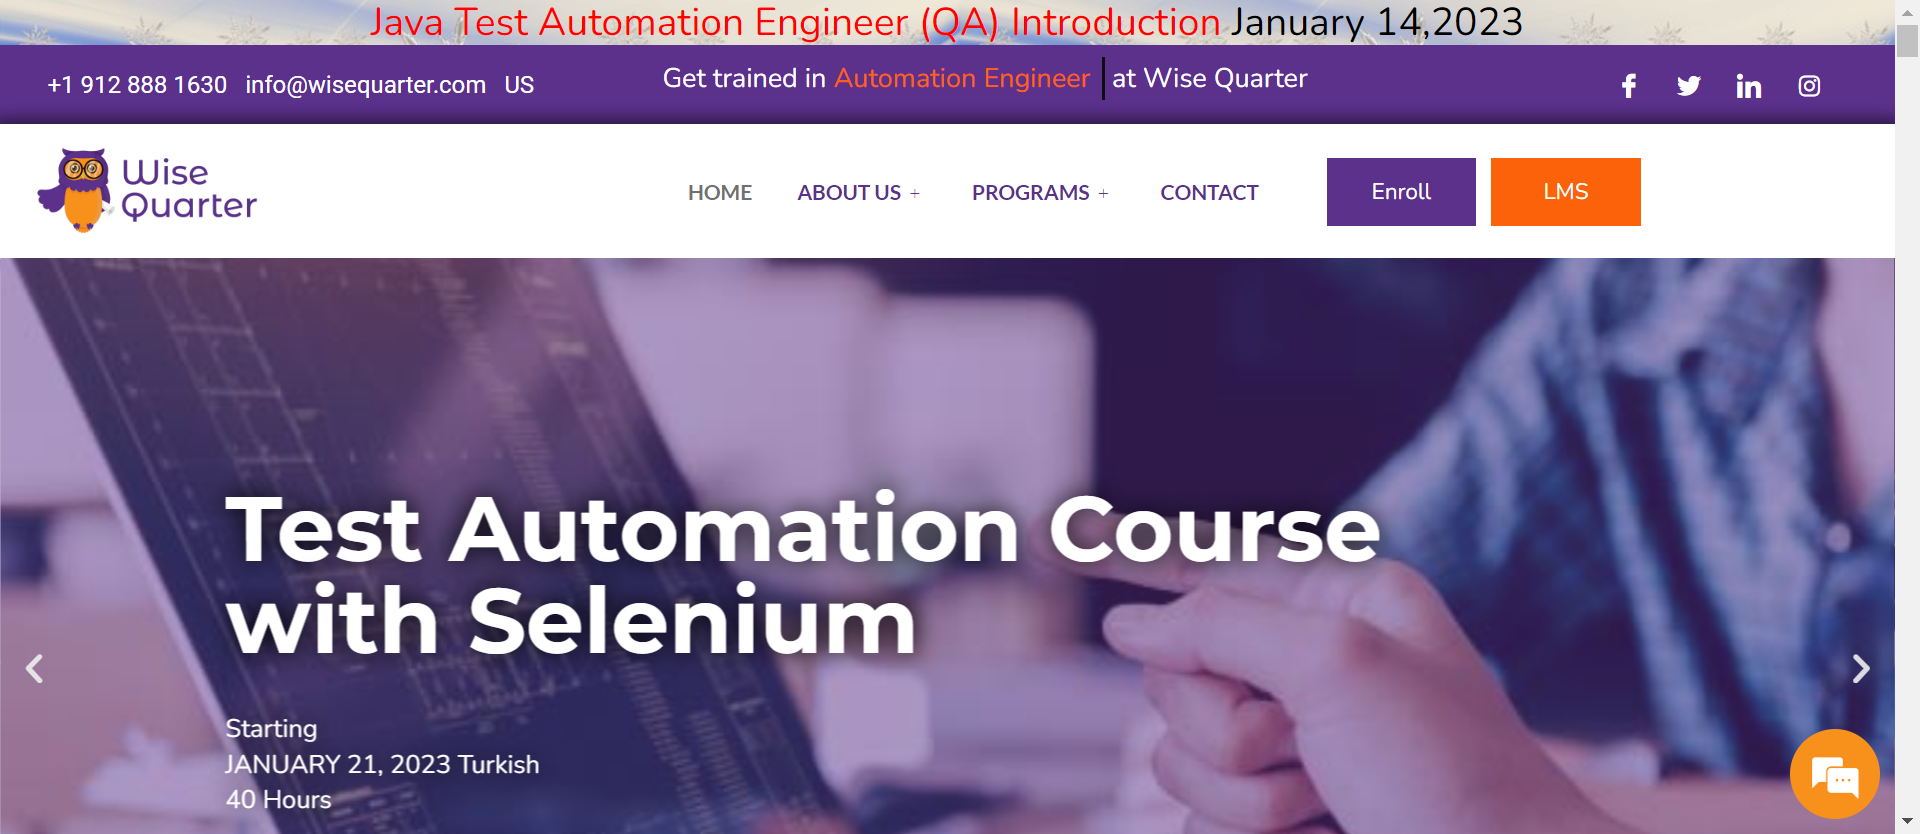 Java Test Automation Engineer (QA) Introduction January 14,2023
+1 912 888 1630 info@wisequarter.com US
Get trained in Automation Engineer at Wise Quarter
Wise
Quarter
HOME ABOUT US + PROGRAMS + CONTACT
Enroll
LMS
Test Automation Course
with Selenium
Starting
JANUARY 21, 2023 Turkish
40 Hours